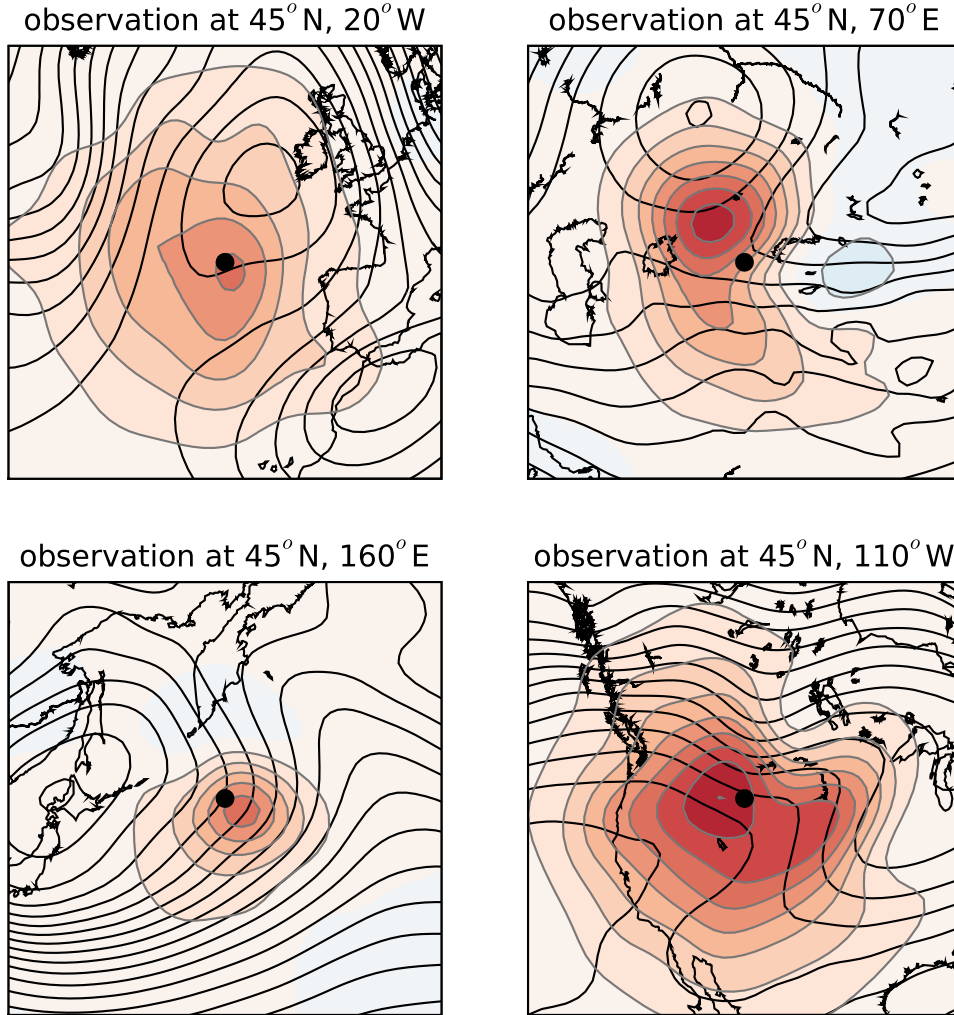 observation at 45°N, 20°W
observation at 45°N, 70°E
observation at 45°N, 160°E
observation at 45°N, 110°W